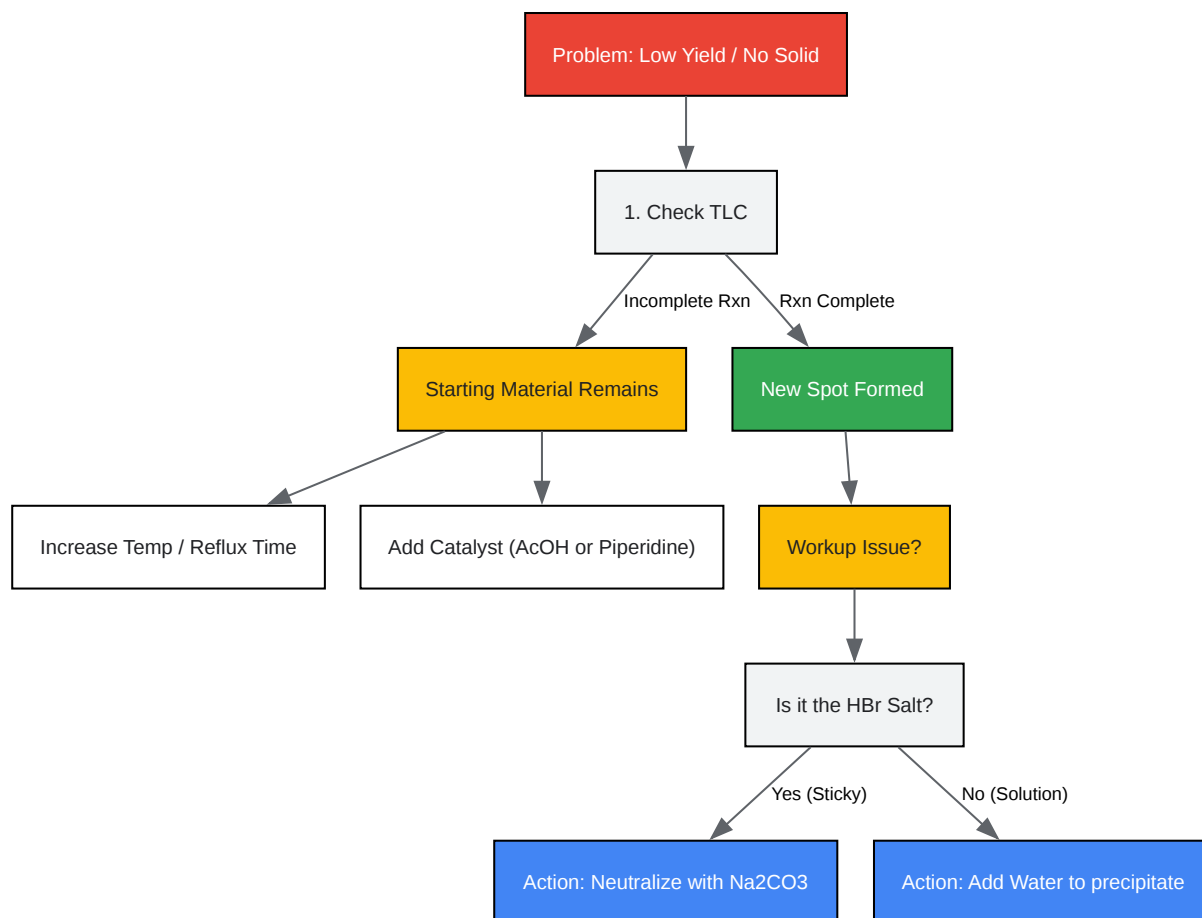 Problem: Low Yield / No Solid
1. Check TLC
Incomplete Rxn
Rxn Complete
Starting Material Remains
New Spot Formed
Increase Temp / Reflux Time
Add Catalyst (AcOH or Piperidine)
Workup Issue?
Is it the HBr Salt?
Yes (Sticky)
No (Solution)
Action: Neutralize with Na2CO3
Action: Add Water to precipitate